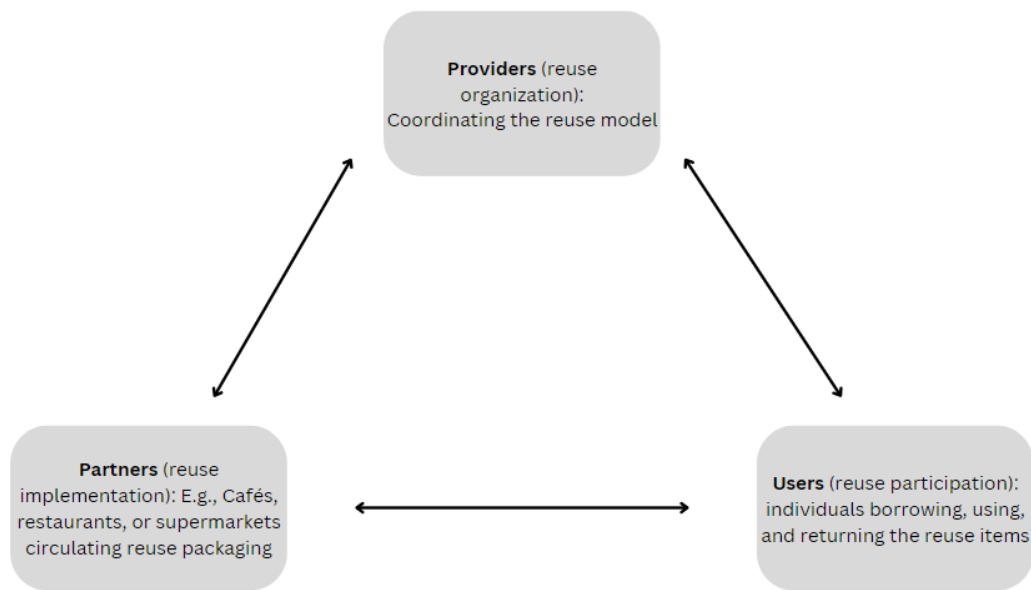 Providers (reuse
organization):
Coordinating the reuse model
Partners (reuse
implementation): E.g., Cafés,
restaurants, or supermarkets
circulating reuse packaging
Users (reuse participation):
individuals borrowing, using,
and returning the reuse items